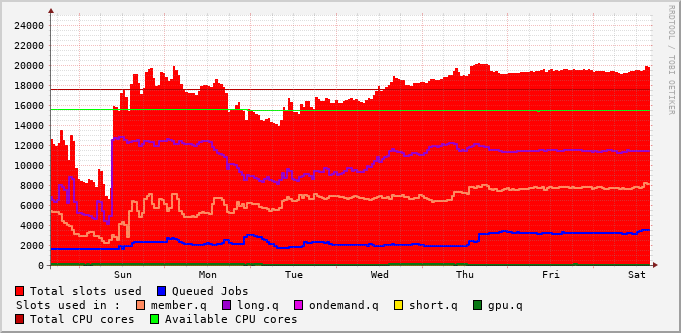 24000
22000
20000
18000
16000
14000
12000
10000
8000
6000
4000
2000
0
Sun Mon Tue Wed Thu Fri Sat
RRDTOOL / TOBI OETIKER
Total slots used Queued Jobs
Slots used in : member.q long.q ondemand.q short.q gpu.q
Total CPU cores Available CPU cores